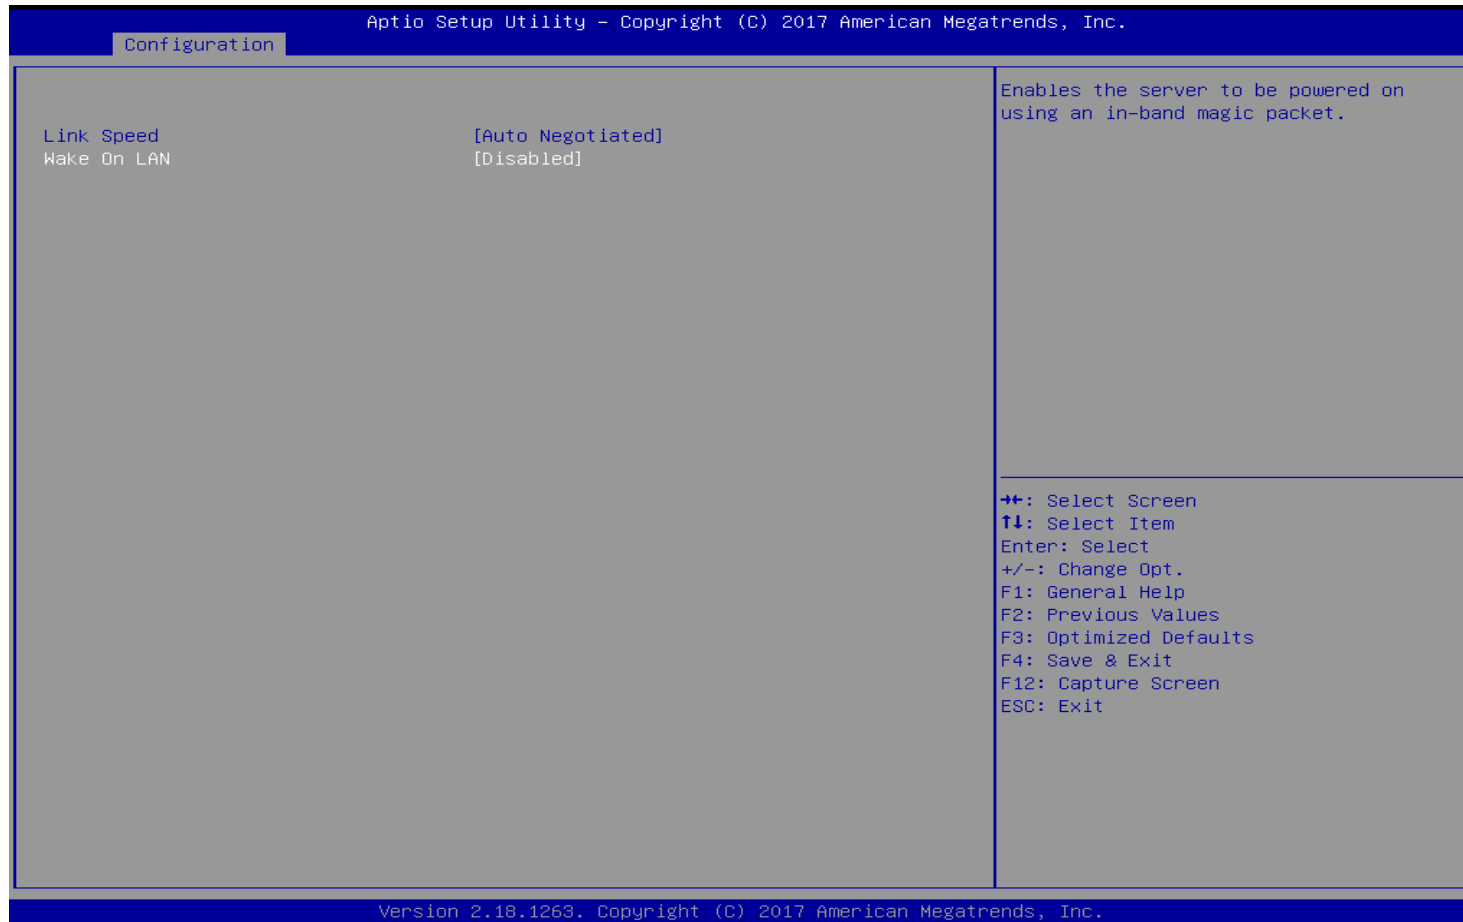 Aptio Setup Utility – Copyright (C) 2017 American Megatrends, Inc.
Configuration
Link Speed [Auto Negotiated]
Wake On LAN [Disabled]
Enables the server to be powered on
using an in-band magic packet.
→←: Select Screen
↑↓: Select Item
Enter: Select
+/-: Change Opt.
F1: General Help
F2: Previous Values
F3: Optimized Defaults
F4: Save & Exit
F12: Capture Screen
ESC: Exit
Version 2.18.1263. Copyright (C) 2017 American Megatrends, Inc.